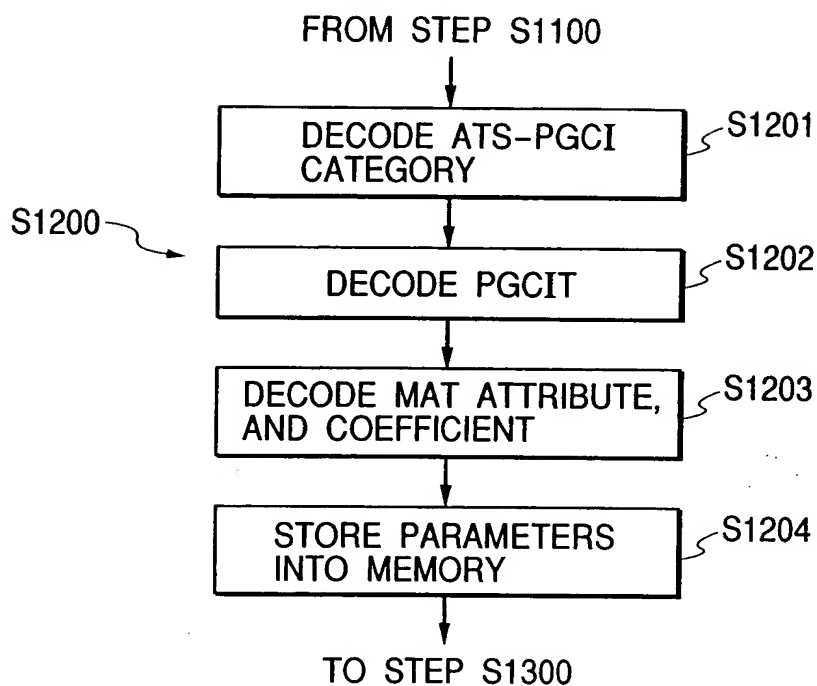 FROM STEP S1100
DECODE ATS-PGCI
CATEGORY
S1201
S1200
DECODE PGCIT
S1202
DECODE MAT ATTRIBUTE,
AND COEFFICIENT
S1203
STORE PARAMETERS
INTO MEMORY
S1204
TO STEP S1300